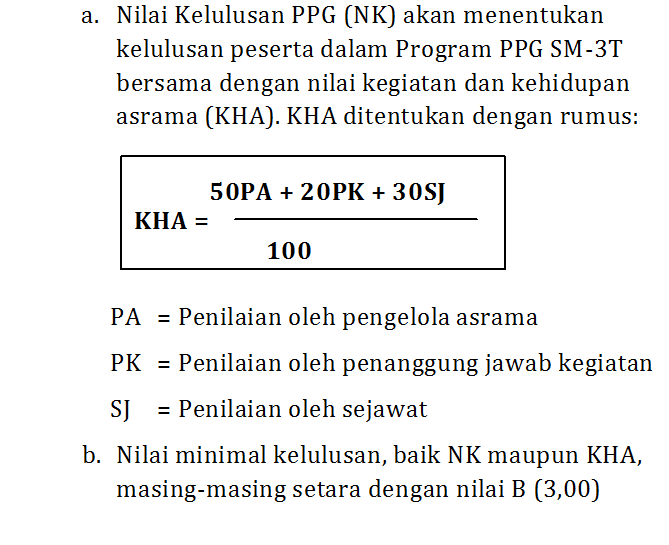 a. Nilai Kelulusan PPG (NK) akan menentukan
kelulusan peserta dalam Program PPG SM-3T
bersama dengan nilai kegiatan dan kehidupan
asrama (KHA). KHA ditentukan dengan rumus:
50PA + 20PK + 30SJ
KHA =
100
PA = Penilaian oleh pengelola asrama
PK = Penilaian oleh penanggung jawab kegiatan
SJ = Penilaian oleh sejawat
b. Nilai minimal kelulusan, baik NK maupun KHA,
masing-masing setara dengan nilai B (3,00)